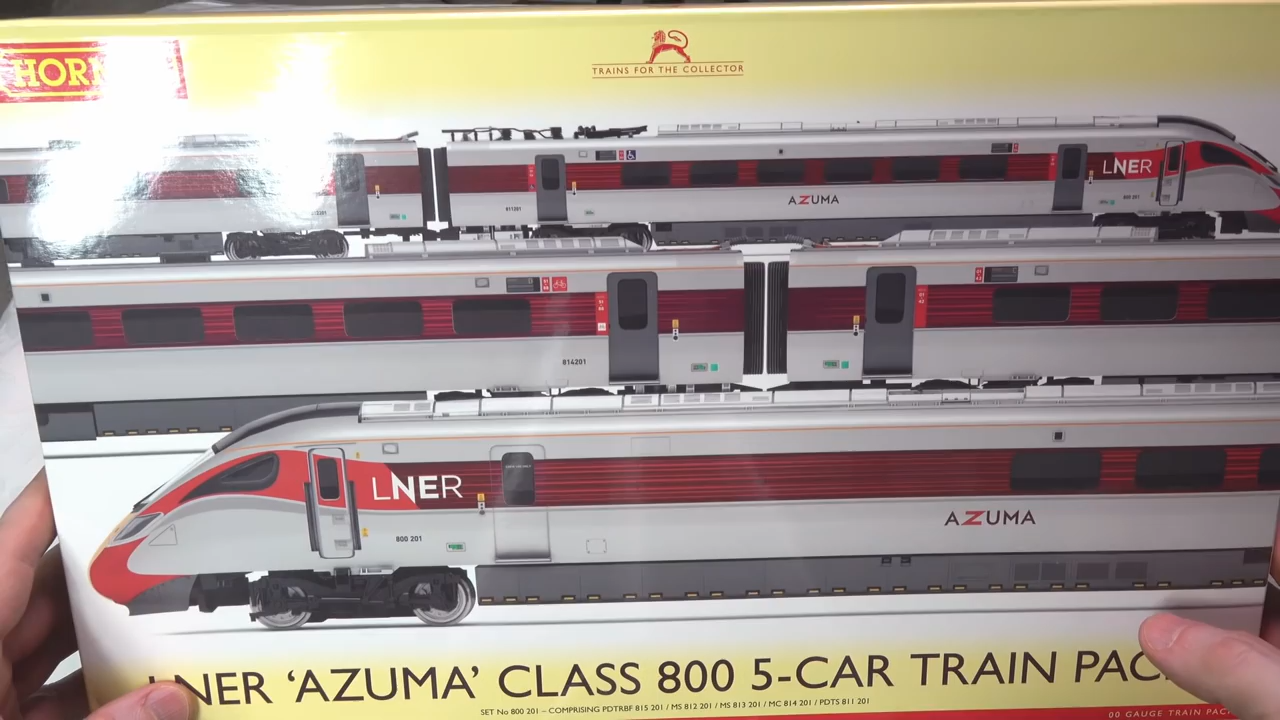 HOR
TRAINS FOR THE COLLECTOR
LNER
AZUMA
800 201
811201
814201
LNER
800 201
AZUMA
LNER 'AZUMA' CLASS 800 5-CAR TRAIN PAC
SET No 800 201 – COMPRISING PDTRBF 815 201 / MS 812 201 / MS 813 201 / MC 814 201 / PDTS 811 201
00 GAUGE TRAIN PAC